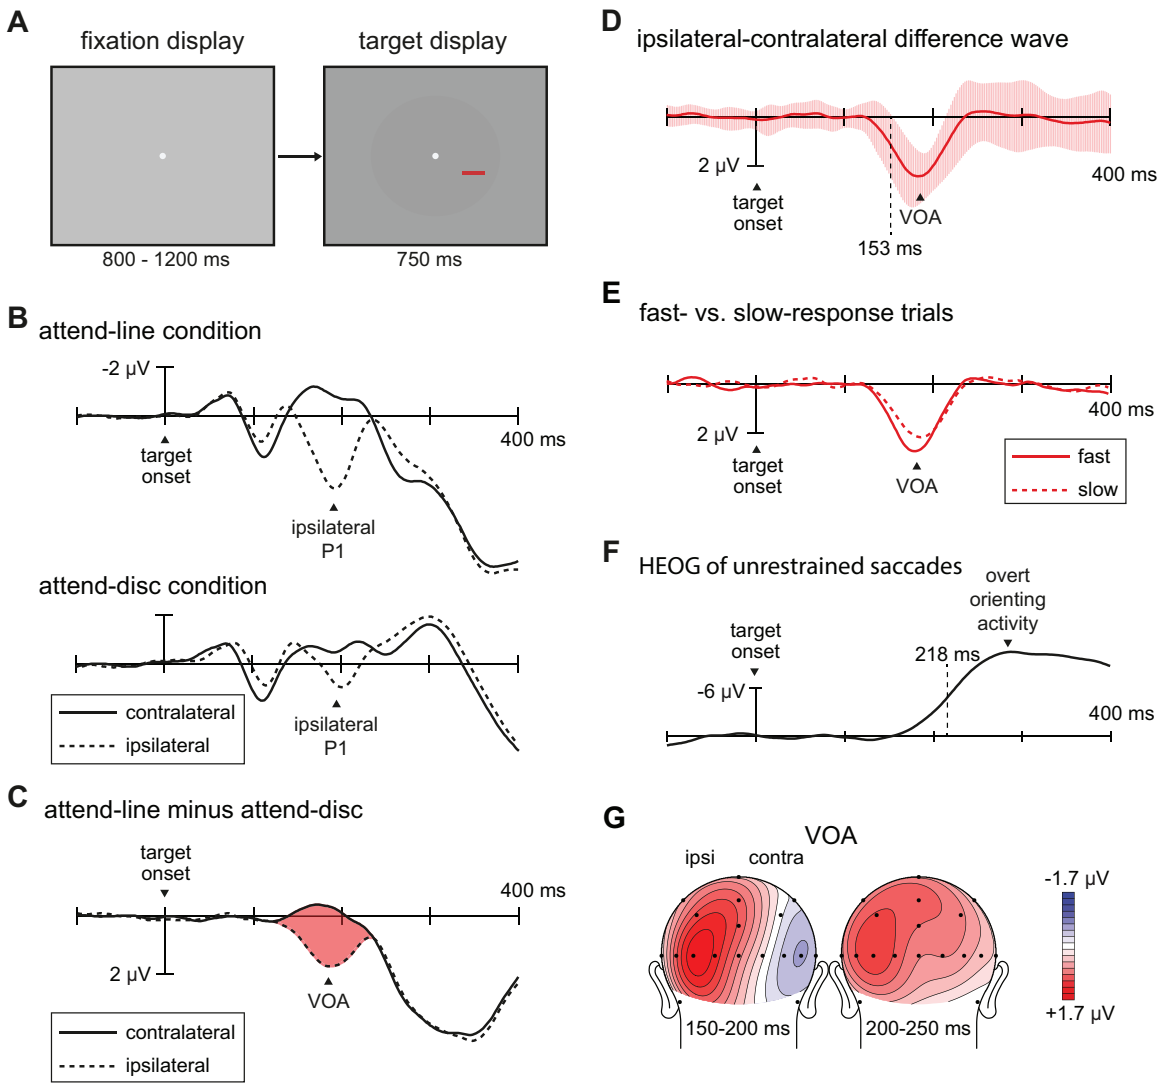 A
fixation display
target display
800 - 1200 ms
750 ms
B
attend-line condition
-2 µV
400 ms
target
onset
ipsilateral
P1
attend-disc condition
contralateral
ipsilateral
ipsilateral
P1
C
attend-line minus attend-disc
target
onset
400 ms
2 µV
VOA
contralateral
ipsilateral
D
ipsilateral-contralateral difference wave
2 µV
400 ms
target
onset
VOA
153 ms
E
fast- vs. slow-response trials
400 ms
2 µV
target
onset
VOA
fast
slow
F
HEOG of unrestrained saccades
overt
orienting
activity
target
onset
218 ms
-6 µV
400 ms
G
VOA
ipsi
contra
-1.7 µV
+1.7 µV
150-200 ms
200-250 ms